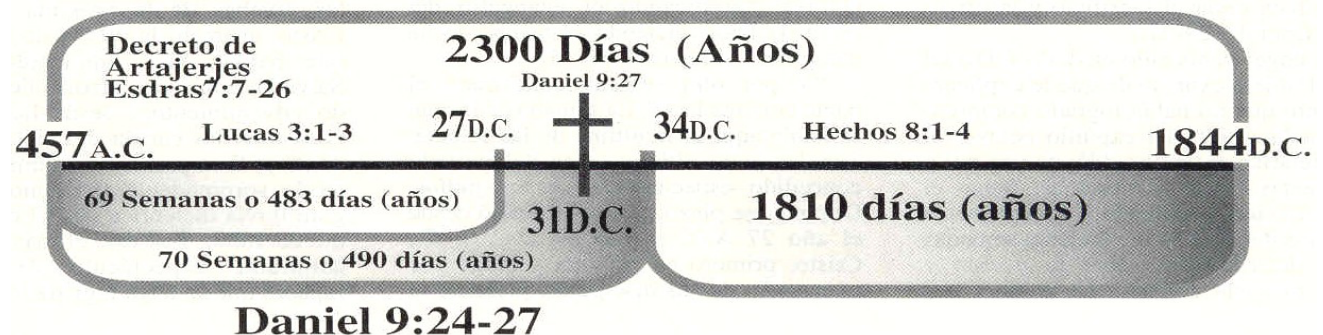 Decreto de
Artajerjes
Esdras7:7-26
2300 Días (Años)
Daniel 9:27
457A.C.
Lucas 3:1-3
27D.C.
34D.C.
Hechos 8:1-4
1844D.C.
69 Semanas o 483 días (años)
31D.C.
1810 días (años)
70 Semanas o 490 días (años)
Daniel 9:24-27